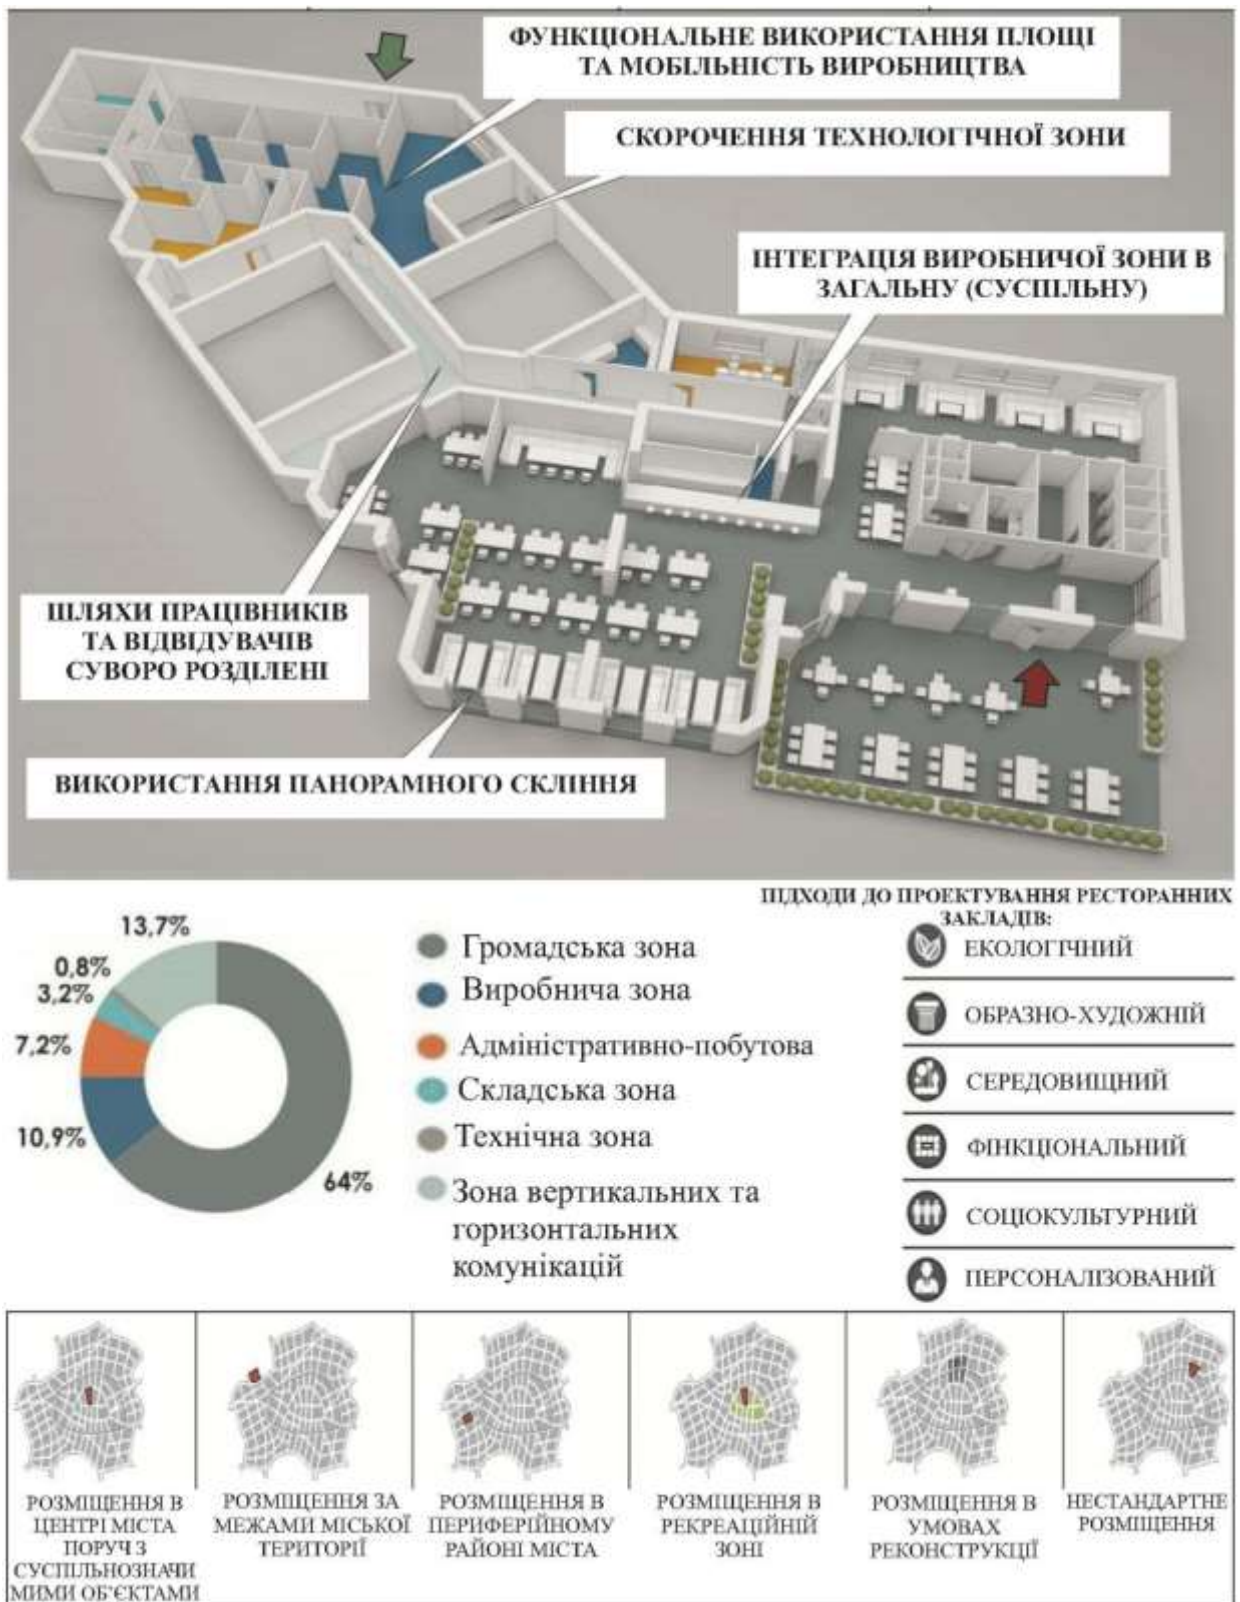 ФУНКЦІОНАЛЬНЕ ВИКОРИСТАННЯ ПЛОЩІ
ТА МОБІЛЬНІСТЬ ВИРОБНИЦТВА
СКОРОЧЕННЯ ТЕХНОЛОГІЧНОЇ ЗОНИ
ІНТЕГРАЦІЯ ВИРОБНИЧОЇ ЗОНИ В
ЗАГАЛЬНУ (СУСПІЛЬНУ)
ШЛЯХИ ПРАЦІВНИКІВ
ТА ВІДВІДУВАЧІВ
СУВОРО РОЗДІЛЕНІ
ВИКОРИСТАННЯ ПАНОРАМНОГО СКЛІННЯ
13,7%
0,8%
3,2%
7,2%
10,9%
64%
Громадська зона
Виробнича зона
Адміністративно-побутова
Складська зона
Технічна зона
Зона вертикальних та
горизонтальних
комунікацій
ПІДХОДИ ДО ПРОЕКТУВАННЯ РЕСТОРАННИХ
ЗАКЛАДІВ:
ЕКОЛОГІЧНИЙ
ОБРАЗНО-ХУДОЖНІЙ
СЕРЕДОВИЩНИЙ
ФІНКЦІОНАЛЬНИЙ
СОЦІОКУЛЬТУРНИЙ
ПЕРСОНАЛІЗОВАНИЙ
РОЗМІЩЕННЯ В
ЦЕНТРІ МІСТА
ПОРУЧ З
СУСПІЛЬНОЗНАЧИ
МИМИ ОБ'ЄКТАМИ
РОЗМІЩЕННЯ ЗА
МЕЖАМИ МІСЬКОЇ
ТЕРИТОРІЇ
РОЗМІЩЕННЯ В
ПЕРИФЕРІЙНОМУ
РАЙОНІ МІСТА
РОЗМІЩЕННЯ В
РЕКРЕАЦІЙНІЙ
ЗОНІ
РОЗМІЩЕННЯ В
УМОВАХ
РЕКОНСТРУКЦІЇ
НЕСТАНДАРТНЕ
РОЗМІЩЕННЯ